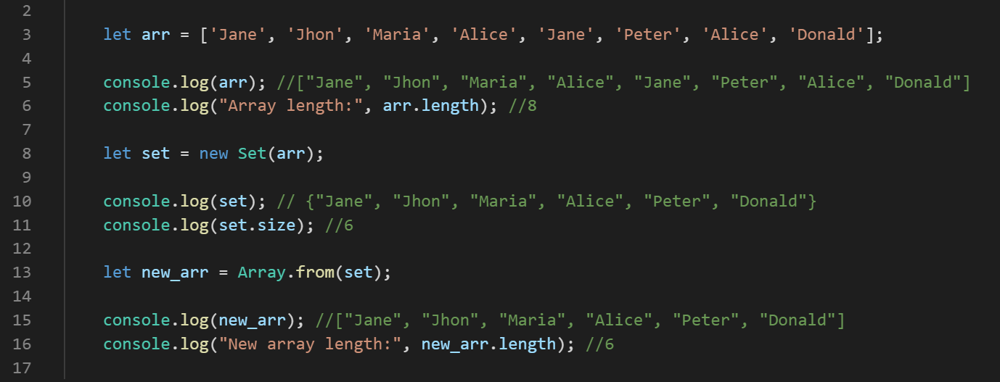 2
3 let arr = ['Jane', 'Jhon', 'Maria', 'Alice', 'Jane', 'Peter', 'Alice', 'Donald'];
4
5 console.log(arr); //["Jane", "Jhon", "Maria", "Alice", "Jane", "Peter", "Alice", "Donald"]
6 console.log("Array length:", arr.length); //8
7
8 let set = new Set(arr);
9
10 console.log(set); // {"Jane", "Jhon", "Maria", "Alice", "Peter", "Donald"}
11 console.log(set.size); //6
12
13 let new_arr = Array.from(set);
14
15 console.log(new_arr); //["Jane", "Jhon", "Maria", "Alice", "Peter", "Donald"]
16 console.log("New array length:", new_arr.length); //6
17